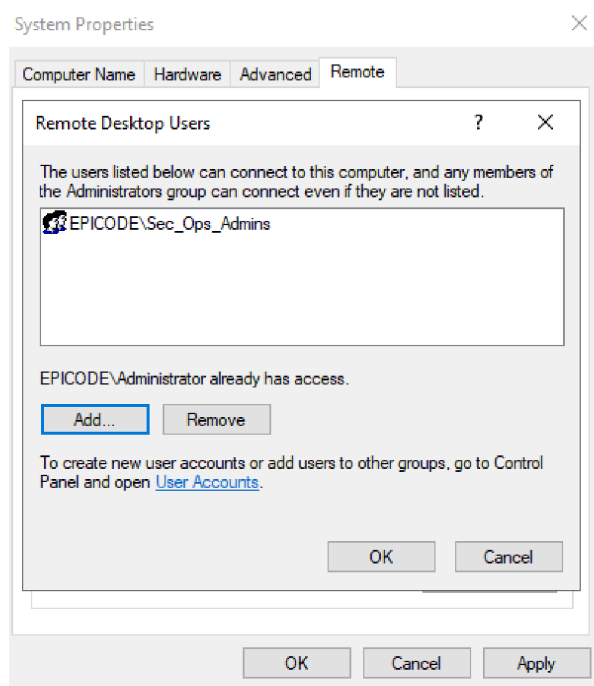 System Properties
Computer Name Hardware Advanced Remote
Remote Desktop Users ?
The users listed below can connect to this computer, and any members of
the Administrators group can connect even if they are not listed.
EPICODE\Sec_Ops_Admins
EPICODE\Administrator already has access.
Add... Remove
To create new user accounts or add users to other groups, go to Control
Panel and open User Accounts.
OK Cancel
OK Cancel Apply